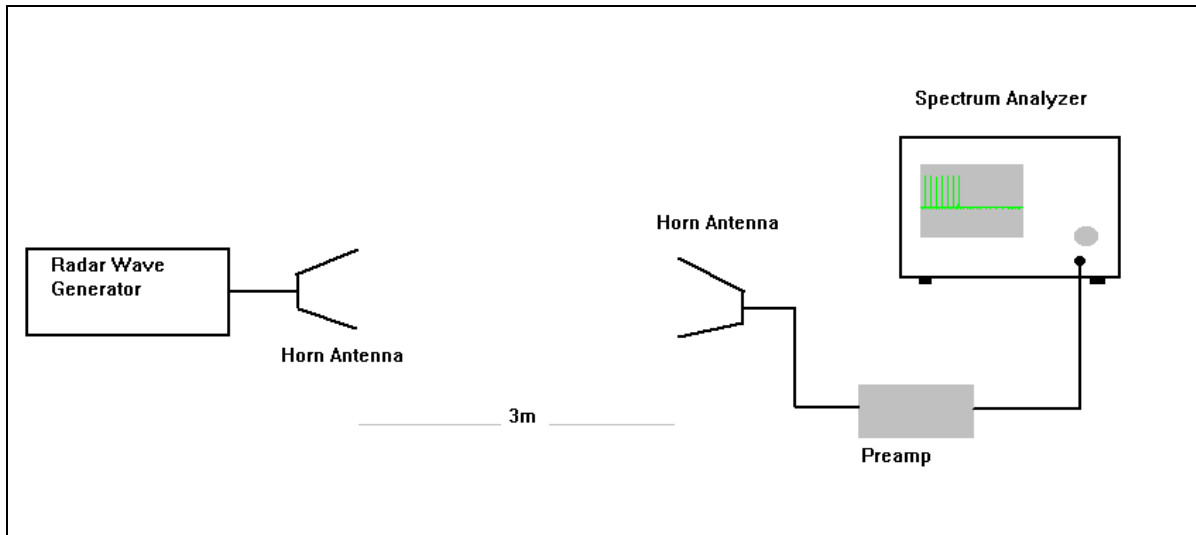 Spectrum Analyzer
Horn Antenna
Radar Wave
Generator
Horn Antenna
3m
Preamp